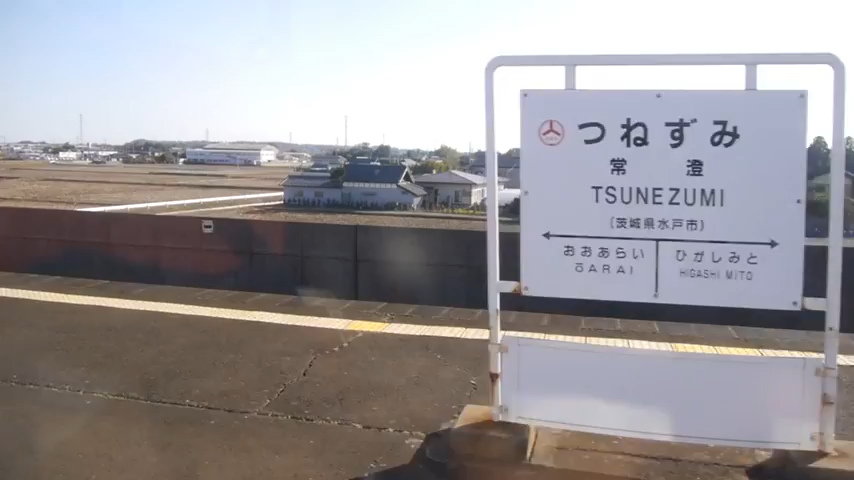 つねずみ
常澄
TSUNEZUMI
(茨城県水戸市)
おおあらい ひがしみと
ŌARAI HIGASHI MITO